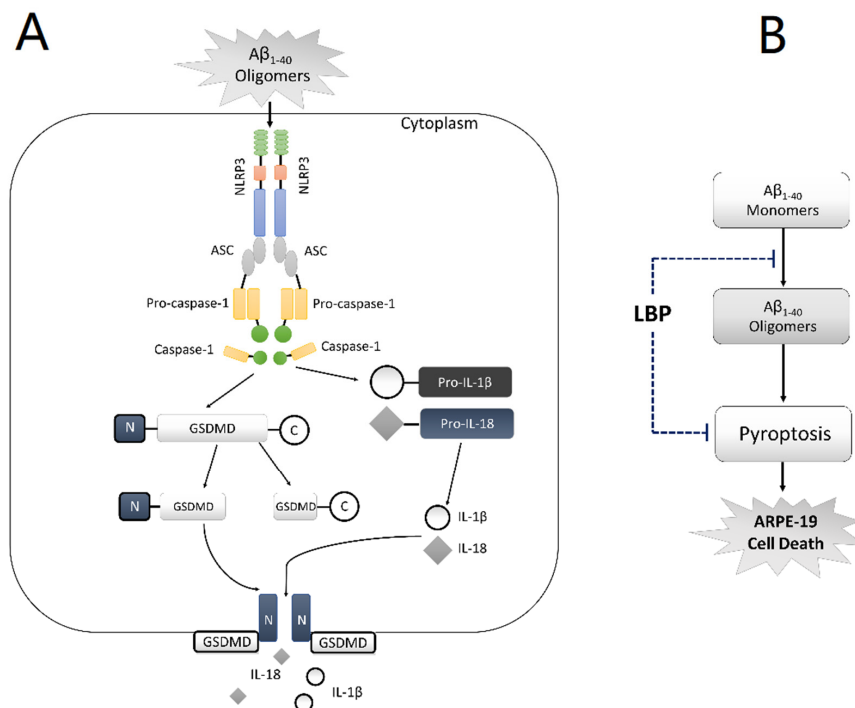 A
Aβ1-40
Oligomers
Cytoplasm
NLRP3
NLRP3
ASC
ASC
Pro-caspase-1
Pro-caspase-1
Caspase-1
Caspase-1
Pro-IL-1β
N
GSDMD
C
Pro-IL-18
N
GSDMD
GSDMD
C
IL-1β
IL-18
N
N
GSDMD
GSDMD
IL-18
IL-1β
B
Aβ1-40
Monomers
LBP
Aβ1-40
Oligomers
Pyroptosis
ARPE-19
Cell Death